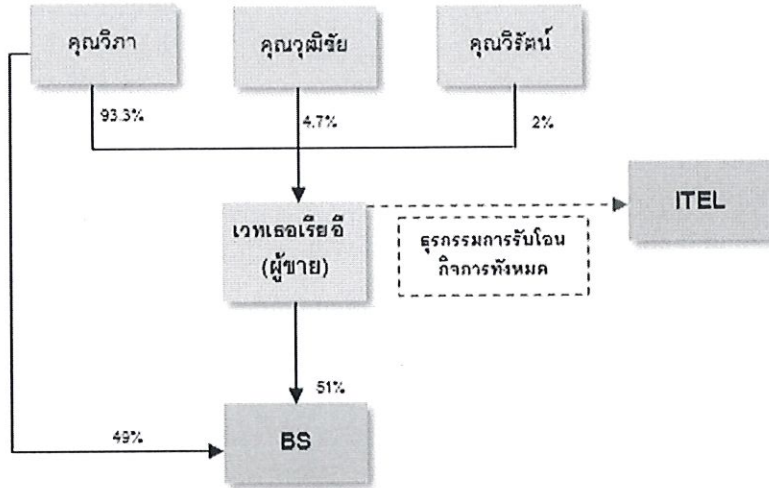 คุณวิภา
คุณวุฒิชัย
คุณวิรัตน์
93.3%
4.7%
2%
เวทเธอเรีย อี
(ผู้ขาย)
ธุรกรรมการรับโอน
กิจการทั้งหมด
ITEL
51%
49%
BS